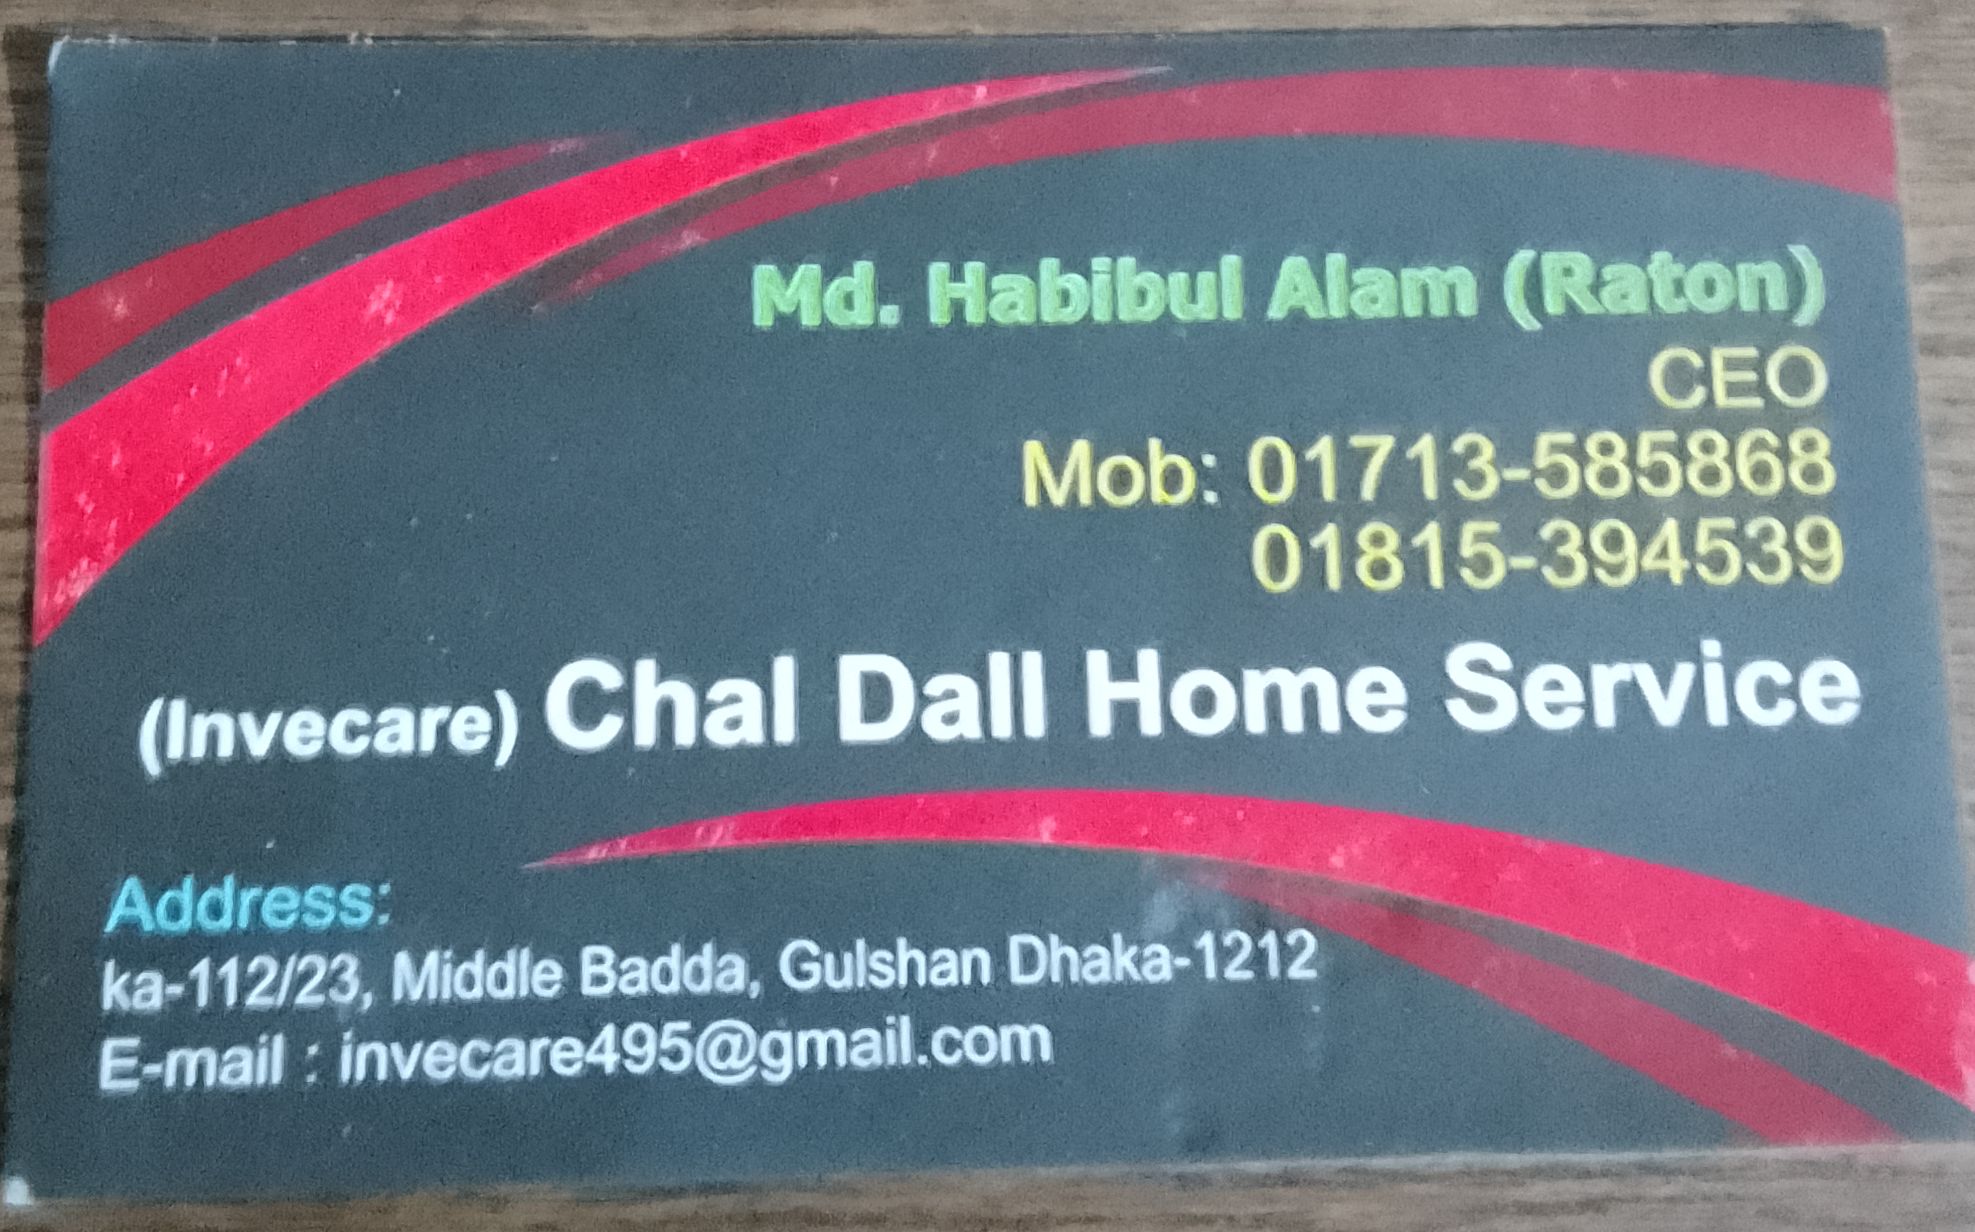 Md. Habibul Alam (Raton)
CEO
Mob: 01713-585868
01815-394539
(Invecare) Chal Dall Home Service
Address:
ka-112/23, Middle Badda, Gulshan Dhaka-1212
E-mail : invecare495@gmail.com